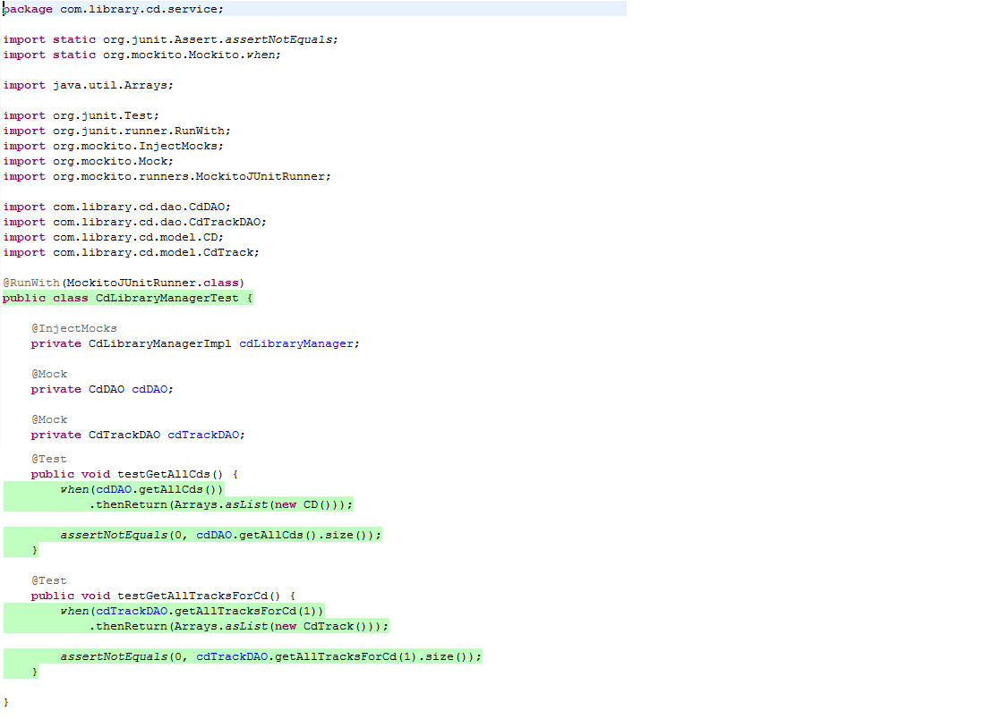 package com.library.cd.service;
import static org.junit.Assert.assertNotEquals;
import static org.mockito.Mockito.when;
import java.util.Arrays;
import org.junit.Test;
import org.junit.runner.RunWith;
import org.mockito.InjectMocks;
import org.mockito.Mock;
import org.mockito.runners.MockitoJUnitRunner;
import com.library.cd.dao.CdDAO;
import com.library.cd.dao.CdTrackDAO;
import com.library.cd.model.CD;
import com.library.cd.model.CdTrack;
@RunWith(MockitoJUnitRunner.class)
public class CdLibraryManagerTest {
@InjectMocks
private CdLibraryManagerImpl cdLibraryManager;
@Mock
private CdDAO cdDAO;
@Mock
private CdTrackDAO cdTrackDAO;
@Test
public void testGetAllCds() {
when(cdDAO.getAllCds())
.thenReturn(Arrays.asList(new CD()));
assertNotEquals(0, cdDAO.getAllCds().size());
}
@Test
public void testGetAllTracksForCd() {
when(cdTrackDAO.getAllTracksForCd(1))
.thenReturn(Arrays.asList(new CdTrack()));
assertNotEquals(0, cdTrackDAO.getAllTracksForCd(1).size());
}
}